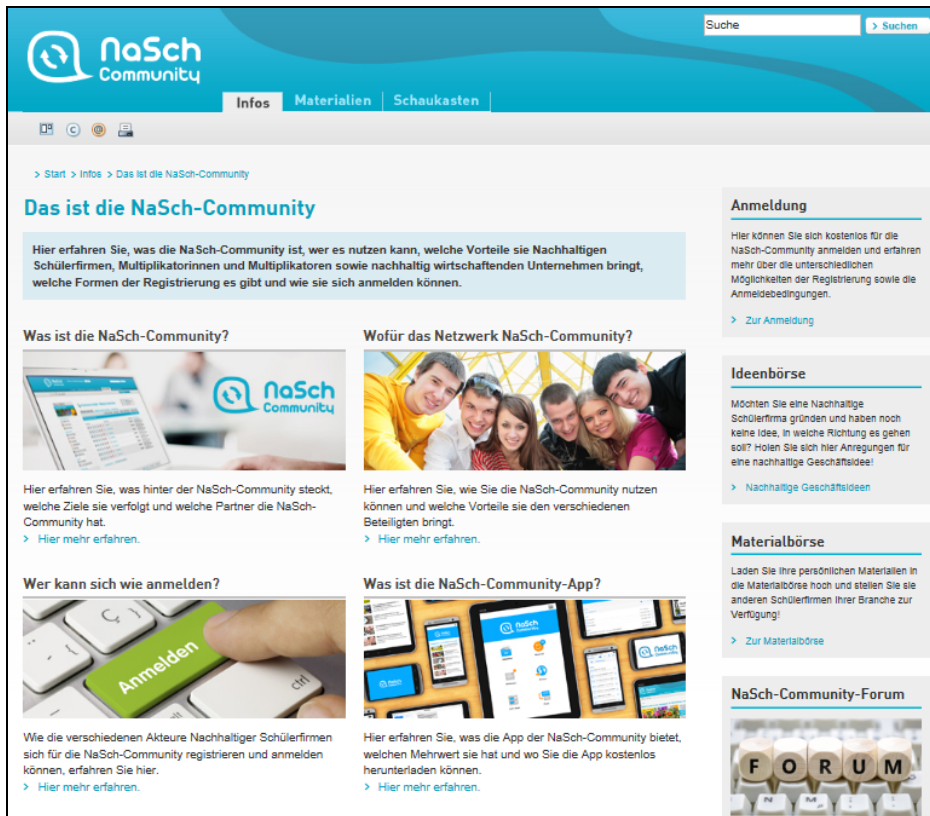 Suche
> Suchen
NaSch
Community
Infos
Materialien
Schaukasten
> Start > Infos > Das ist die NaSch-Community
Das ist die NaSch-Community
Hier erfahren Sie, was die NaSch-Community ist, wer es nutzen kann, welche Vorteile sie Nachhaltigen
Schülerfirmen, Multiplikatorinnen und Multiplikatoren sowie nachhaltig wirtschaftenden Unternehmen bringt,
welche Formen der Registrierung es gibt und wie sie sich anmelden können.
Was ist die NaSch-Community?
NaSch
Community
Hier erfahren Sie, was hinter der NaSch-Community steckt,
welche Ziele sie verfolgt und welche Partner die NaSch-
Community hat.
> Hier mehr erfahren.
Wofür das Netzwerk NaSch-Community?
Hier erfahren Sie, wie Sie die NaSch-Community nutzen
können und welche Vorteile sie den verschiedenen
Beteiligten bringt.
> Hier mehr erfahren.
Wer kann sich wie anmelden?
Anmelden
ctrl
Wie die verschiedenen Akteure Nachhaltiger Schülerfirmen
sich für die NaSch-Community registrieren und anmelden
können, erfahren Sie hier.
> Hier mehr erfahren.
Was ist die NaSch-Community-App?
NaSch
Community
NaSch
Community
Hier erfahren Sie, was die App der NaSch-Community bietet,
welchen Mehrwert sie hat und wo Sie die App kostenlos
herunterladen können.
> Hier mehr erfahren.
Anmeldung
Hier können Sie sich kostenlos für die
NaSch-Community anmelden und erfahren
mehr über die unterschiedlichen
Möglichkeiten der Registrierung sowie die
Anmeldebedingungen.
> Zur Anmeldung
Ideenbörse
Möchten Sie eine Nachhaltige
Schülerfirma gründen und haben noch
keine Idee, in welche Richtung es gehen
soll? Holen Sie sich hier Anregungen für
eine nachhaltige Geschäftsidee!
> Nachhaltige Geschäftsideen
Materialbörse
Laden Sie Ihre persönlichen Materialien in
die Materialbörse hoch und stellen Sie sie
anderen Schülerfirmen Ihrer Branche zur
Verfügung!
> Zur Materialbörse
NaSch-Community-Forum
FORUM
N M